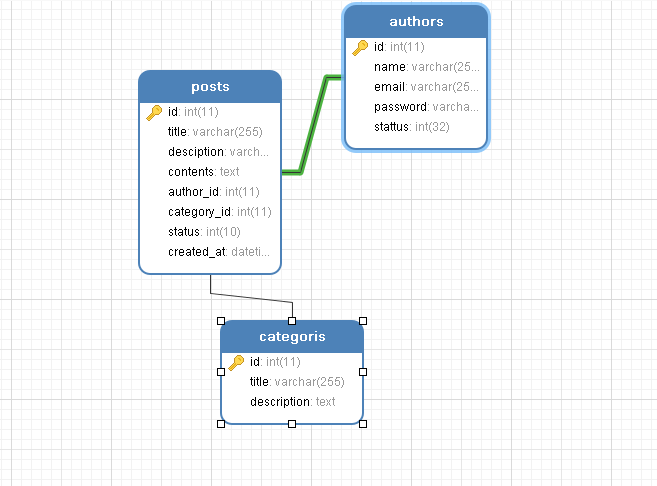 authors
id: int(11)
name: varchar(25...
email: varchar(25...
password: varcha...
stattus: int(32)
posts
id: int(11)
title: varchar(255)
desciption: varch...
contents: text
author_id: int(11)
category_id: int(11)
status: int(10)
created_at: dateti...
categoris
id: int(11)
title: varchar(255)
description: text